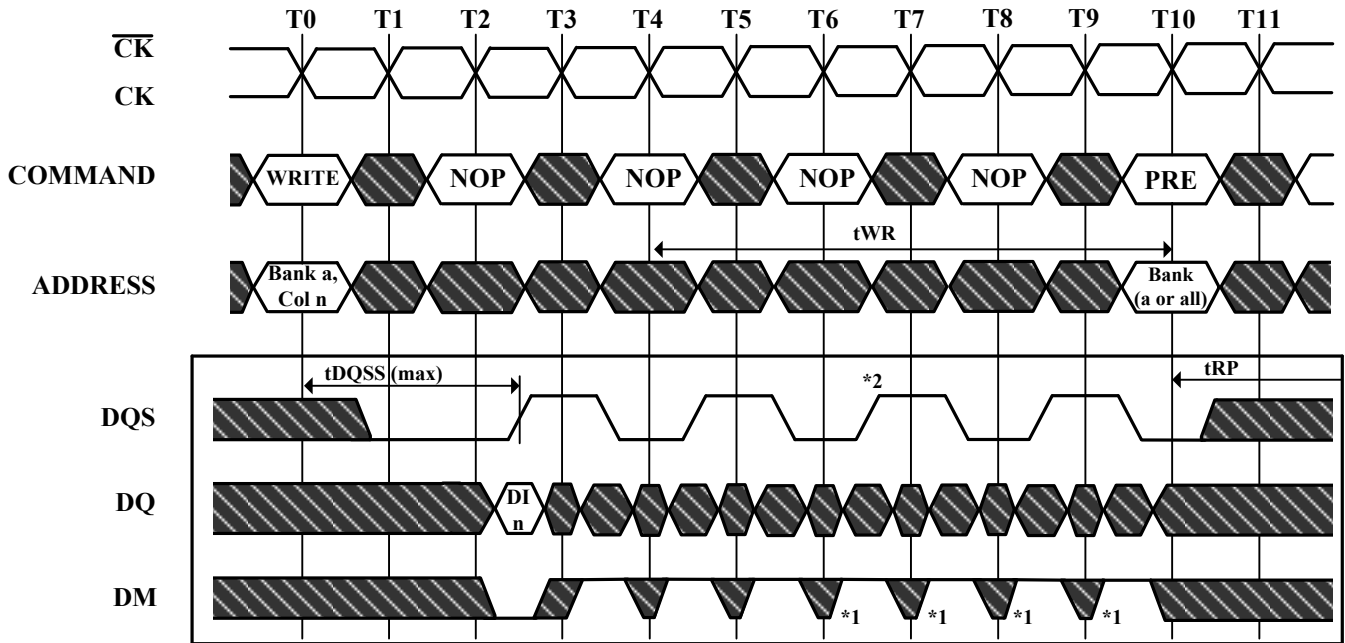 T0 T1 T2 T3 T4 T5 T6 T7 T8 T9 T10 T11
CK
CK
COMMAND WRITE NOP NOP NOP NOP PRE
tWR
ADDRESS Bank a, Col n Bank (a or all)
tDQSS (max) *2 tRP
DQS
DQ DI n
DM *1 *1 *1 *1